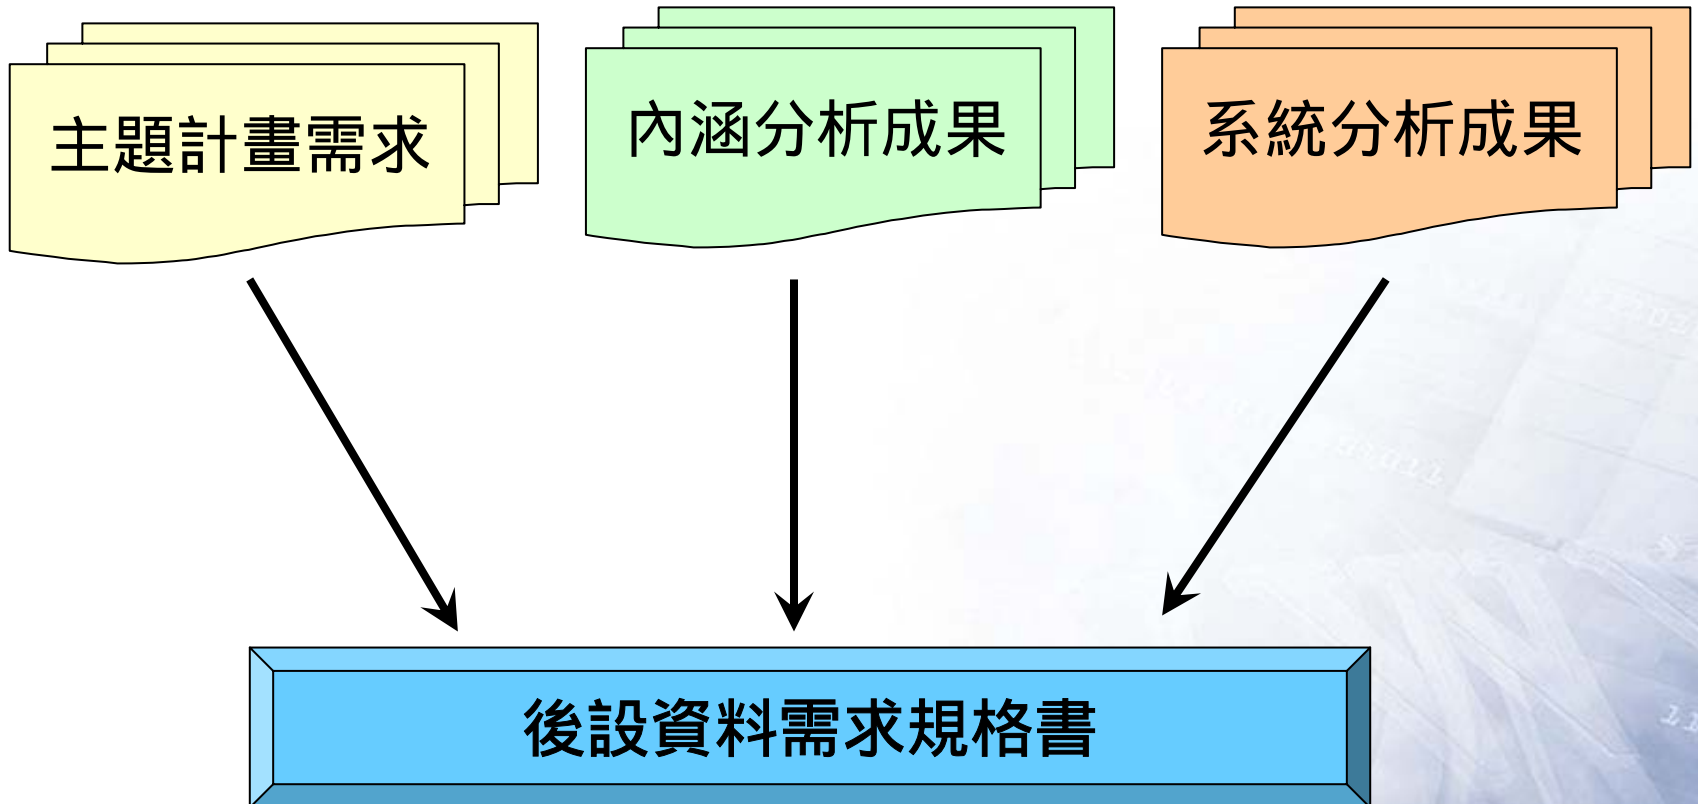 主題計畫需求
內涵分析成果
系統分析成果
後設資料需求規格書